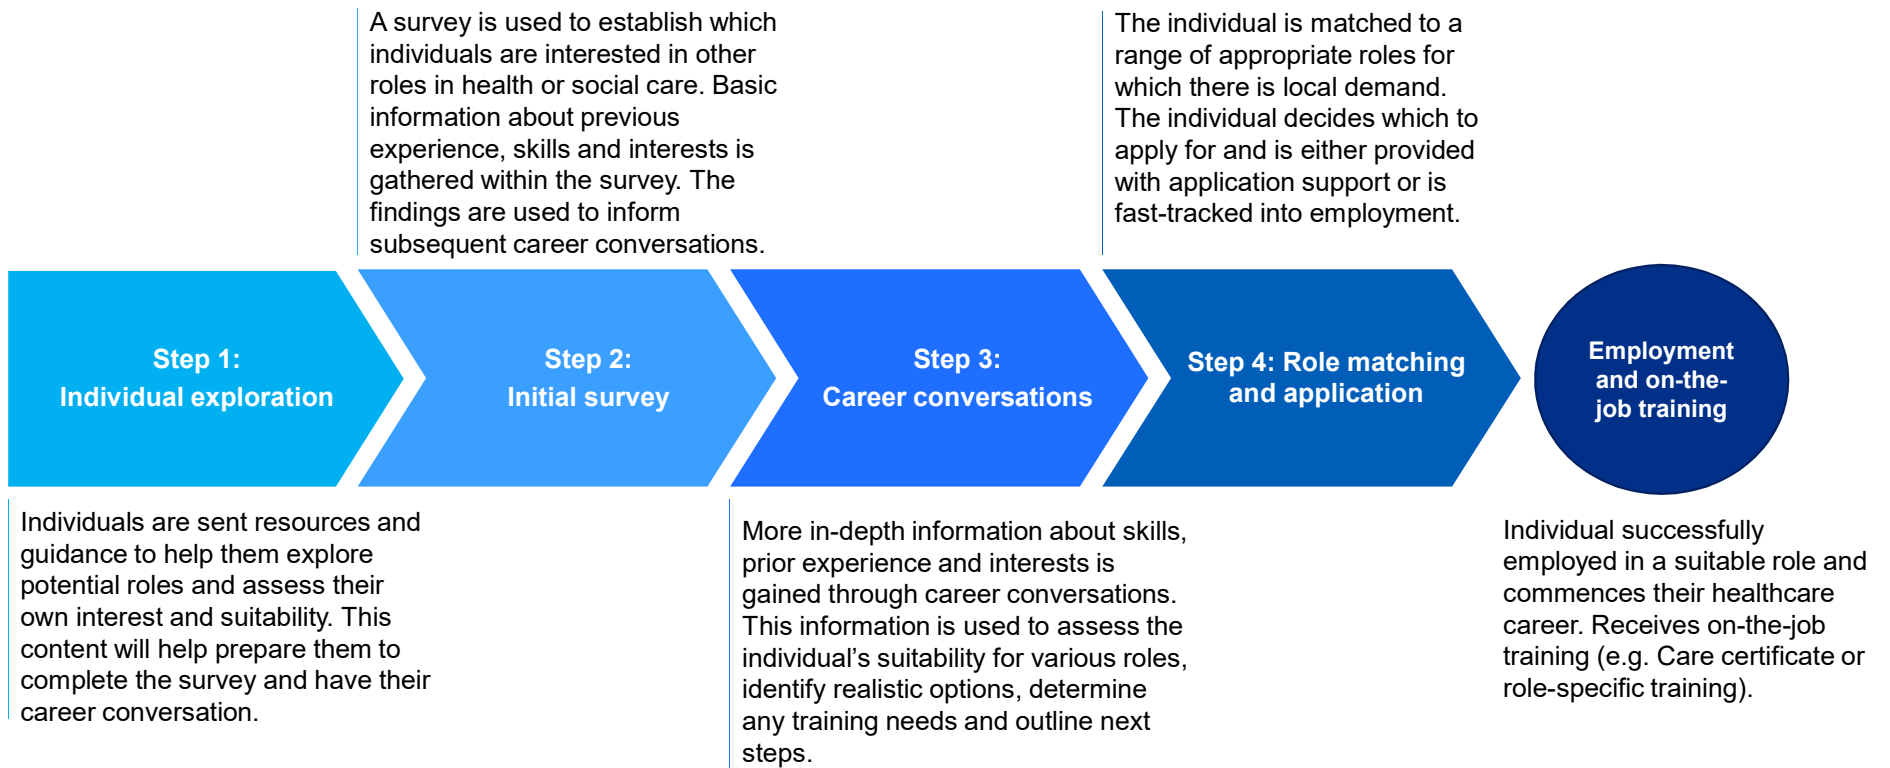 A survey is used to establish which
individuals are interested in other
roles in health or social care. Basic
information about previous
experience, skills and interests is
gathered within the survey. The
findings are used to inform
subsequent career conversations.
The individual is matched to a
range of appropriate roles for
which there is local demand.
The individual decides which to
apply for and is either provided
with application support or is
fast-tracked into employment.
Step 1:
Individual exploration
Step 2:
Initial survey
Step 3:
Career conversations
Step 4: Role matching
and application
Employment
and on-the-
job training
Individuals are sent resources and
guidance to help them explore
potential roles and assess their
own interest and suitability. This
content will help prepare them to
complete the survey and have their
career conversation.
More in-depth information about skills,
prior experience and interests is
gained through career conversations.
This information is used to assess the
individual’s suitability for various roles,
identify realistic options, determine
any training needs and outline next
steps.
Individual successfully
employed in a suitable role and
commences their healthcare
career. Receives on-the-job
training (e.g. Care certificate or
role-specific training).